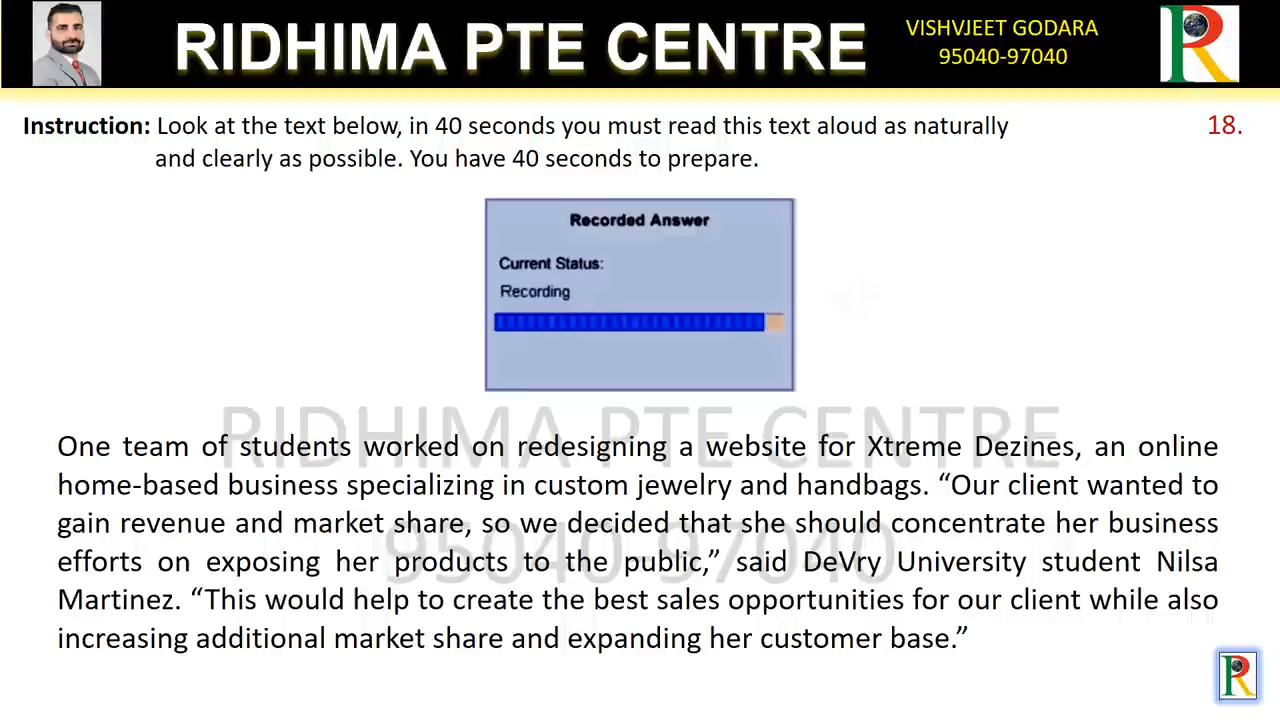 RIDHIMA PTE CENTRE
VISHVJEET GODARA
95040-97040
Instruction: Look at the text below, in 40 seconds you must read this text aloud as naturally
and clearly as possible. You have 40 seconds to prepare.
18.
Recorded Answer
Current Status:
Recording
RIDHIMA PTE CENTRE
95040-97040
One team of students worked on redesigning a website for Xtreme Dezines, an online
home-based business specializing in custom jewelry and handbags. “Our client wanted to
gain revenue and market share, so we decided that she should concentrate her business
efforts on exposing her products to the public,” said DeVry University student Nilsa
Martinez. “This would help to create the best sales opportunities for our client while also
increasing additional market share and expanding her customer base.”